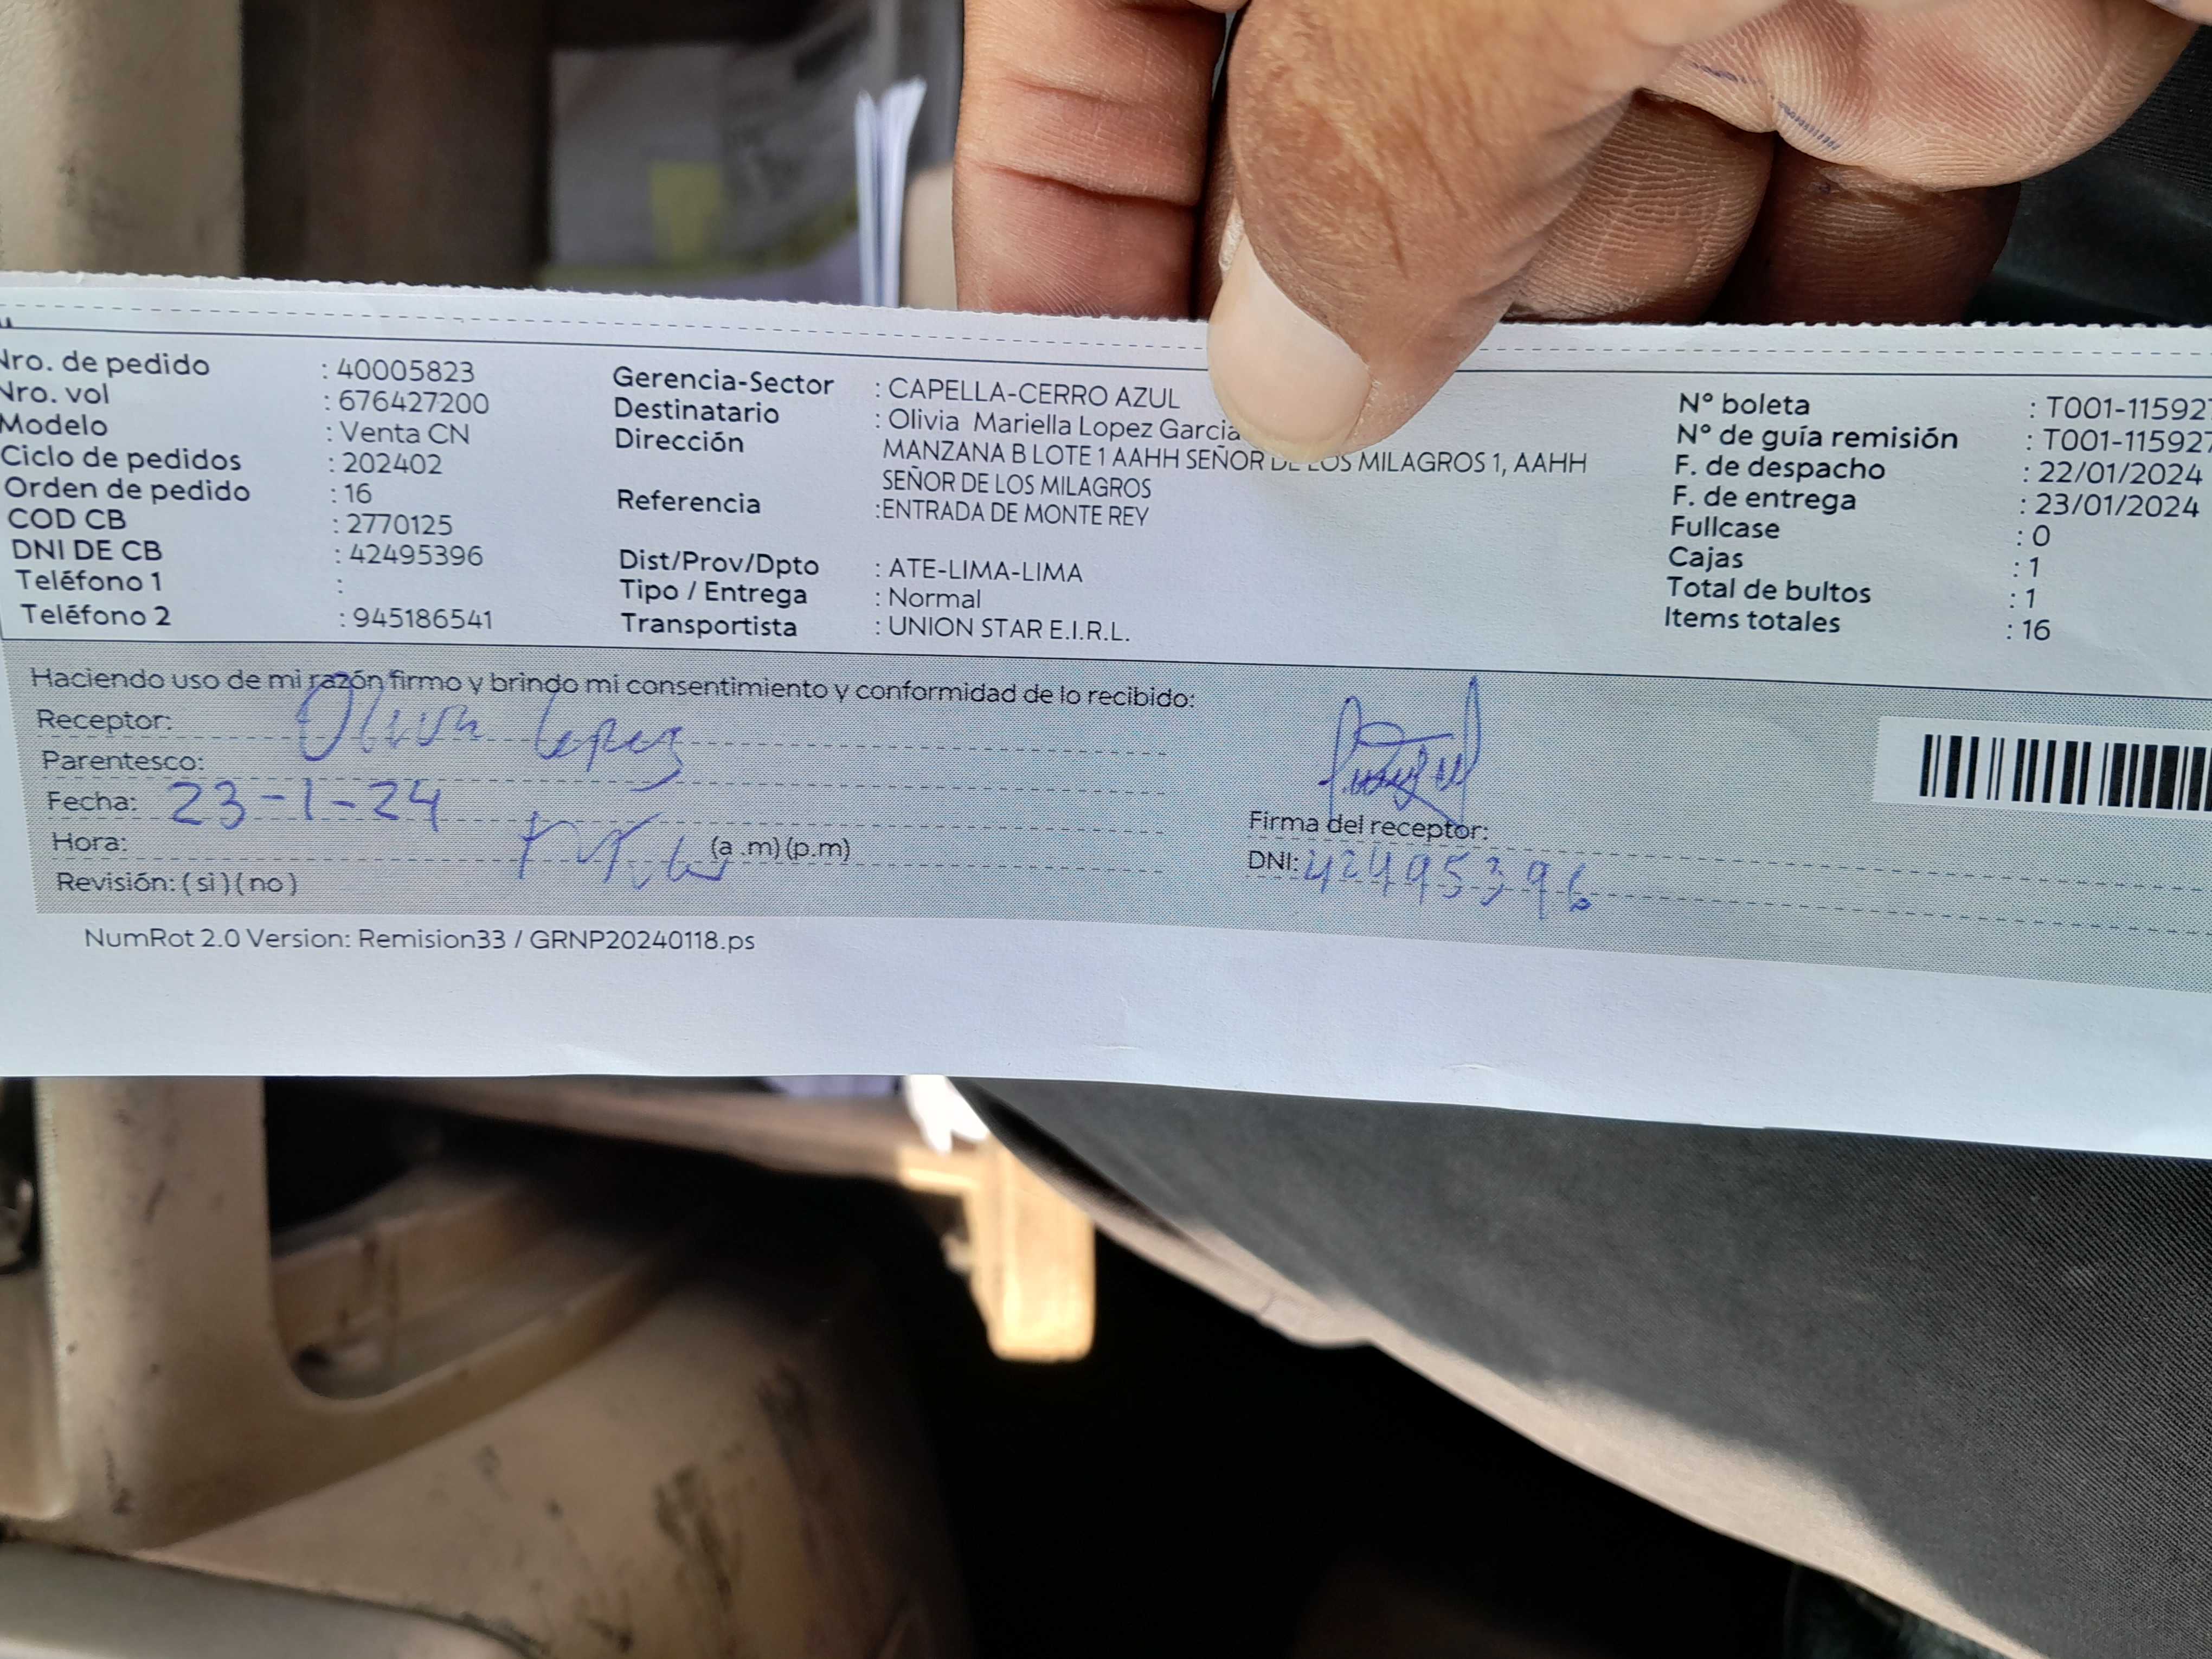 Nro. de pedido : 40005823
Nro. vol : 676427200
Modelo : Venta CN
Ciclo de pedidos : 202402
Orden de pedido : 16
COD CB : 2770125
DNI DE CB : 42495396
Teléfono 1 :
Teléfono 2 : 945186541
Gerencia-Sector : CAPELLA-CERRO AZUL
Destinatario : Olivia Mariella Lopez Garcia
Dirección MANZANA B LOTE 1 AAHH SEÑOR DE LOS MILAGROS 1, AAHH
SEÑOR DE LOS MILAGROS
Referencia :ENTRADA DE MONTE REY
Dist/Prov/Dpto : ATE-LIMA-LIMA
Tipo / Entrega : Normal
Transportista : UNION STAR E.I.R.L.
N° boleta : T001-115927
N° de guía remisión : T001-115927
F. de despacho : 22/01/2024
F. de entrega : 23/01/2024
Fullcase : 0
Cajas : 1
Total de bultos : 1
Items totales : 16
Haciendo uso de mi razón firmo y brindo mi consentimiento y conformidad de lo recibido:
Receptor: Olivia Lopez
Parentesco:
Fecha: 23-1-24
Hora: (a .m) (p.m)
Revisión: ( si ) ( no )
Firma del receptor:
DNI: 42495396
NumRot 2.0 Version: Remision33 / GRNP20240118.ps